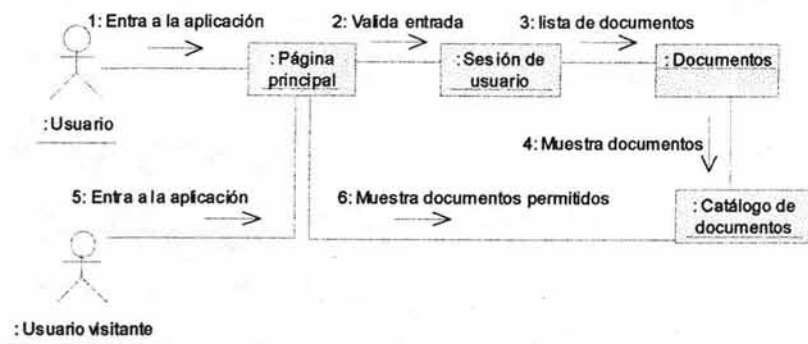 1: Entra a la aplicación
2: Valida entrada
3: lista de documentos
: Página
principal
: Sesión de
usuario
: Documentos
: Usuario
4: Muestra documentos
5: Entra a la aplicación
6: Muestra documentos permitidos
: Catálogo de
documentos
: Usuario visitante